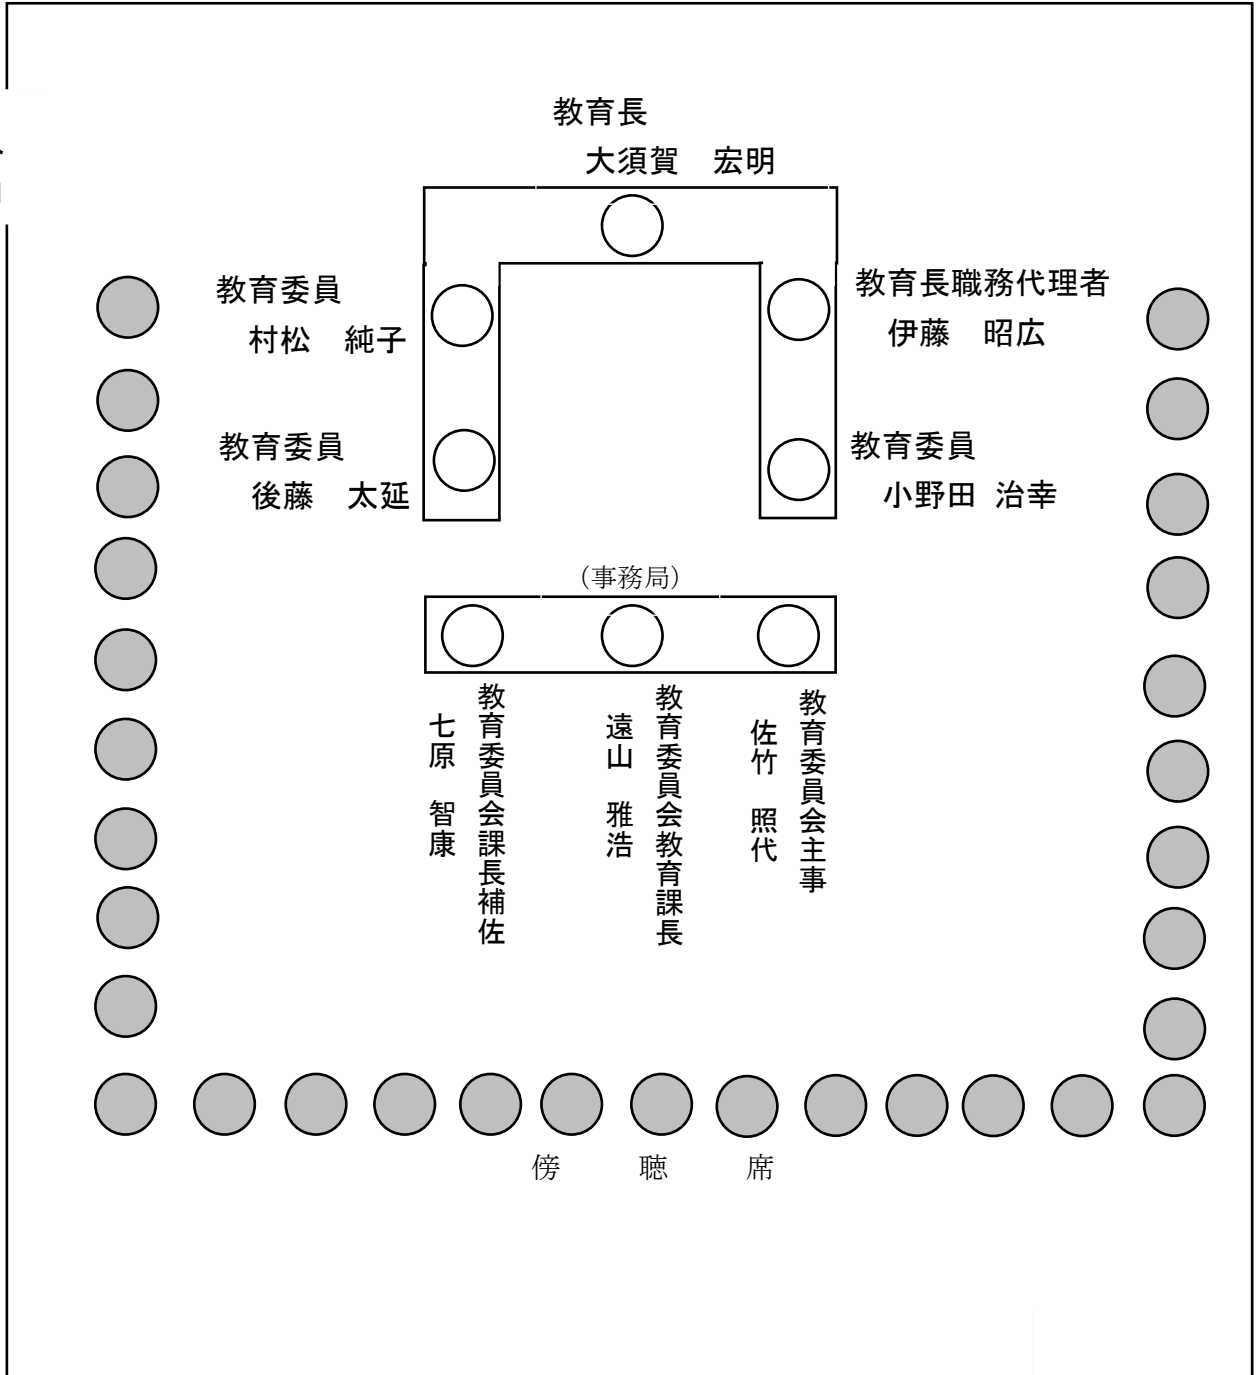 教育長
大須賀　宏明
教育委員
村松　純子
教育長職務代理者
伊藤　昭広
教育委員
後藤　太延
教育委員
小野田 治幸
（事務局）
教育委員会主事
佐竹　照代
教育委員会教育課長
遠山　雅浩
教育委員会課長補佐
七原　智康
傍　聴　席